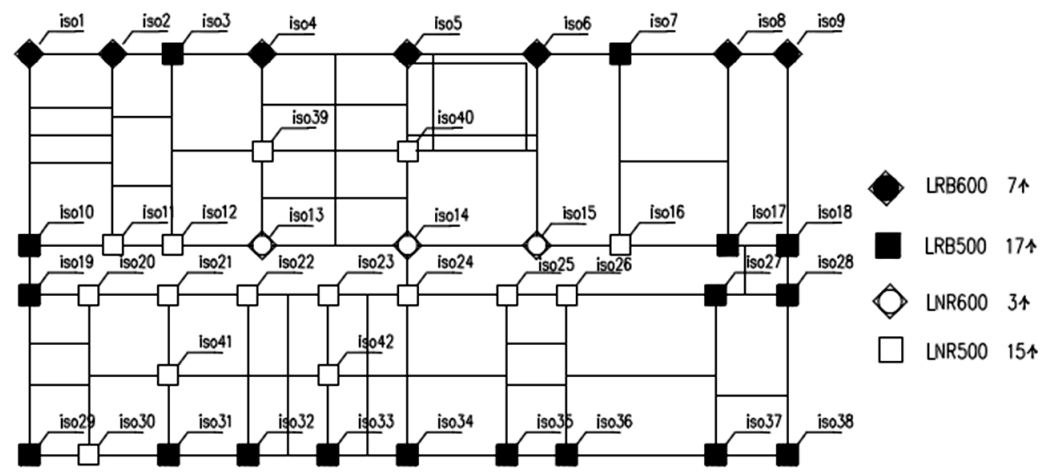 iso1 iso2 iso3 iso4 iso5 iso6 iso7 iso8 iso9
iso39 iso40
iso10 iso11 iso12 iso13 iso14 iso15 iso16 iso17 iso18
iso19 iso20 iso21 iso22 iso23 iso24 iso25 iso26 iso27 iso28
iso41 iso42
iso29 iso30 iso31 iso32 iso33 iso34 iso35 iso36 iso37 iso38
LRB600 7个
LRB500 17个
LNR600 3个
LNR500 15个